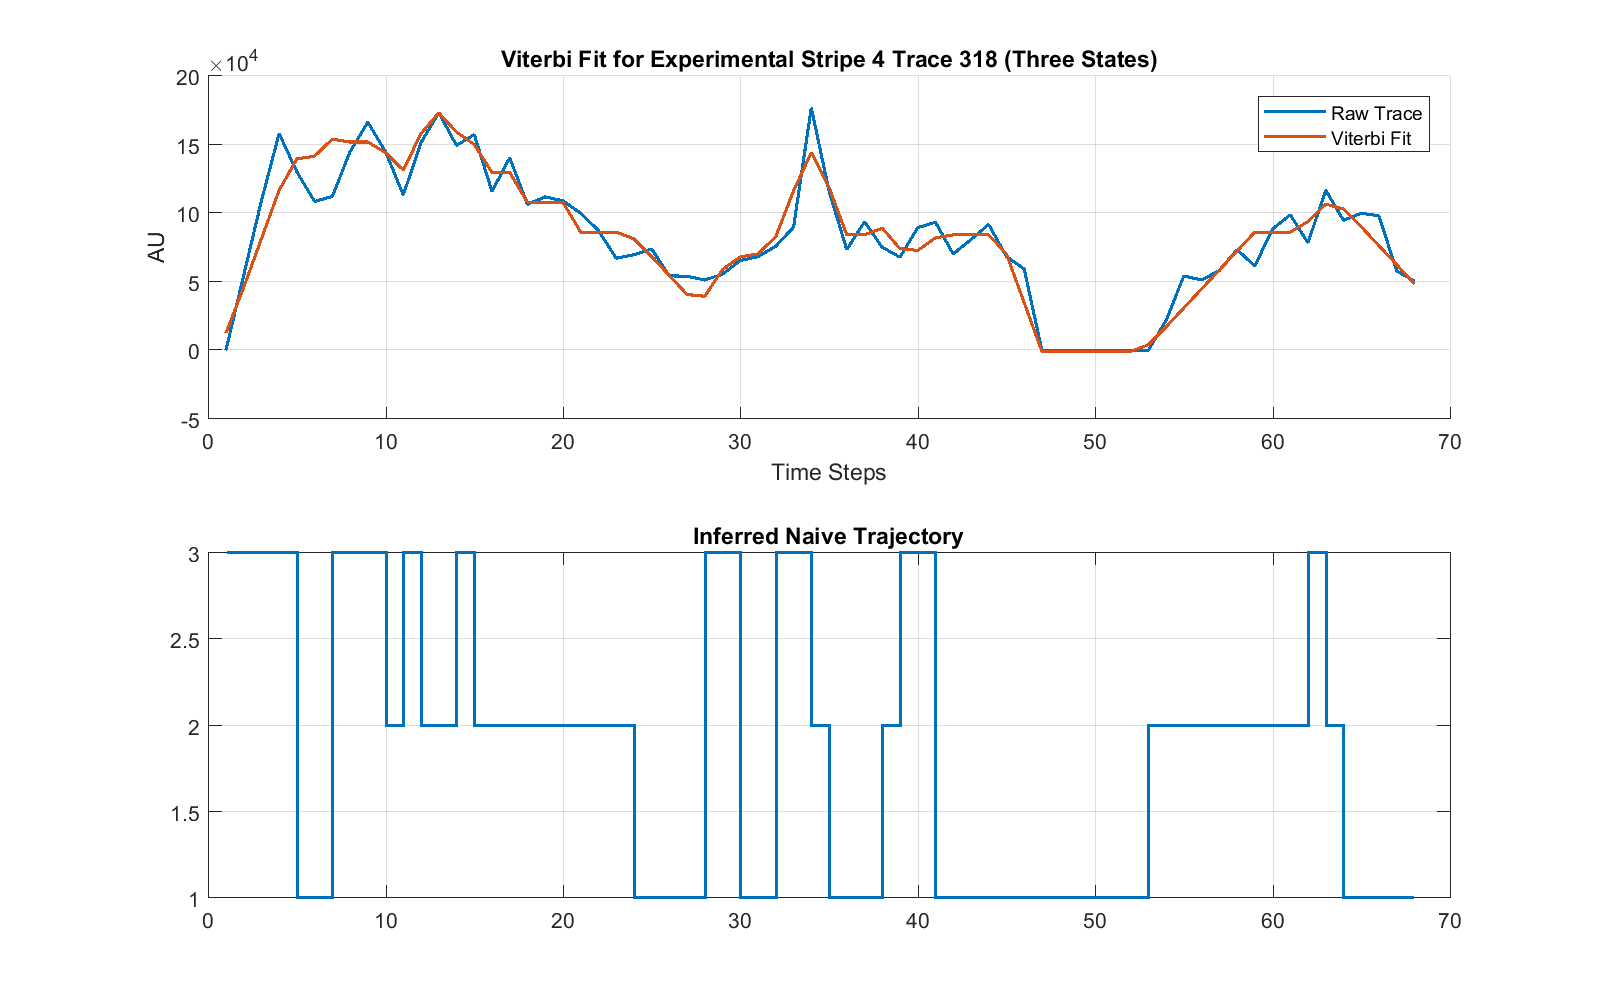 Viterbi Fit for Experimental Stripe 4 Trace 318 (Three States)
×10⁴
20
15
10
5
0
-5
AU
Raw Trace
Viterbi Fit
0 10 20 30 40 50 60 70
Time Steps
Inferred Naive Trajectory
3
2.5
2
1.5
1
0 10 20 30 40 50 60 70